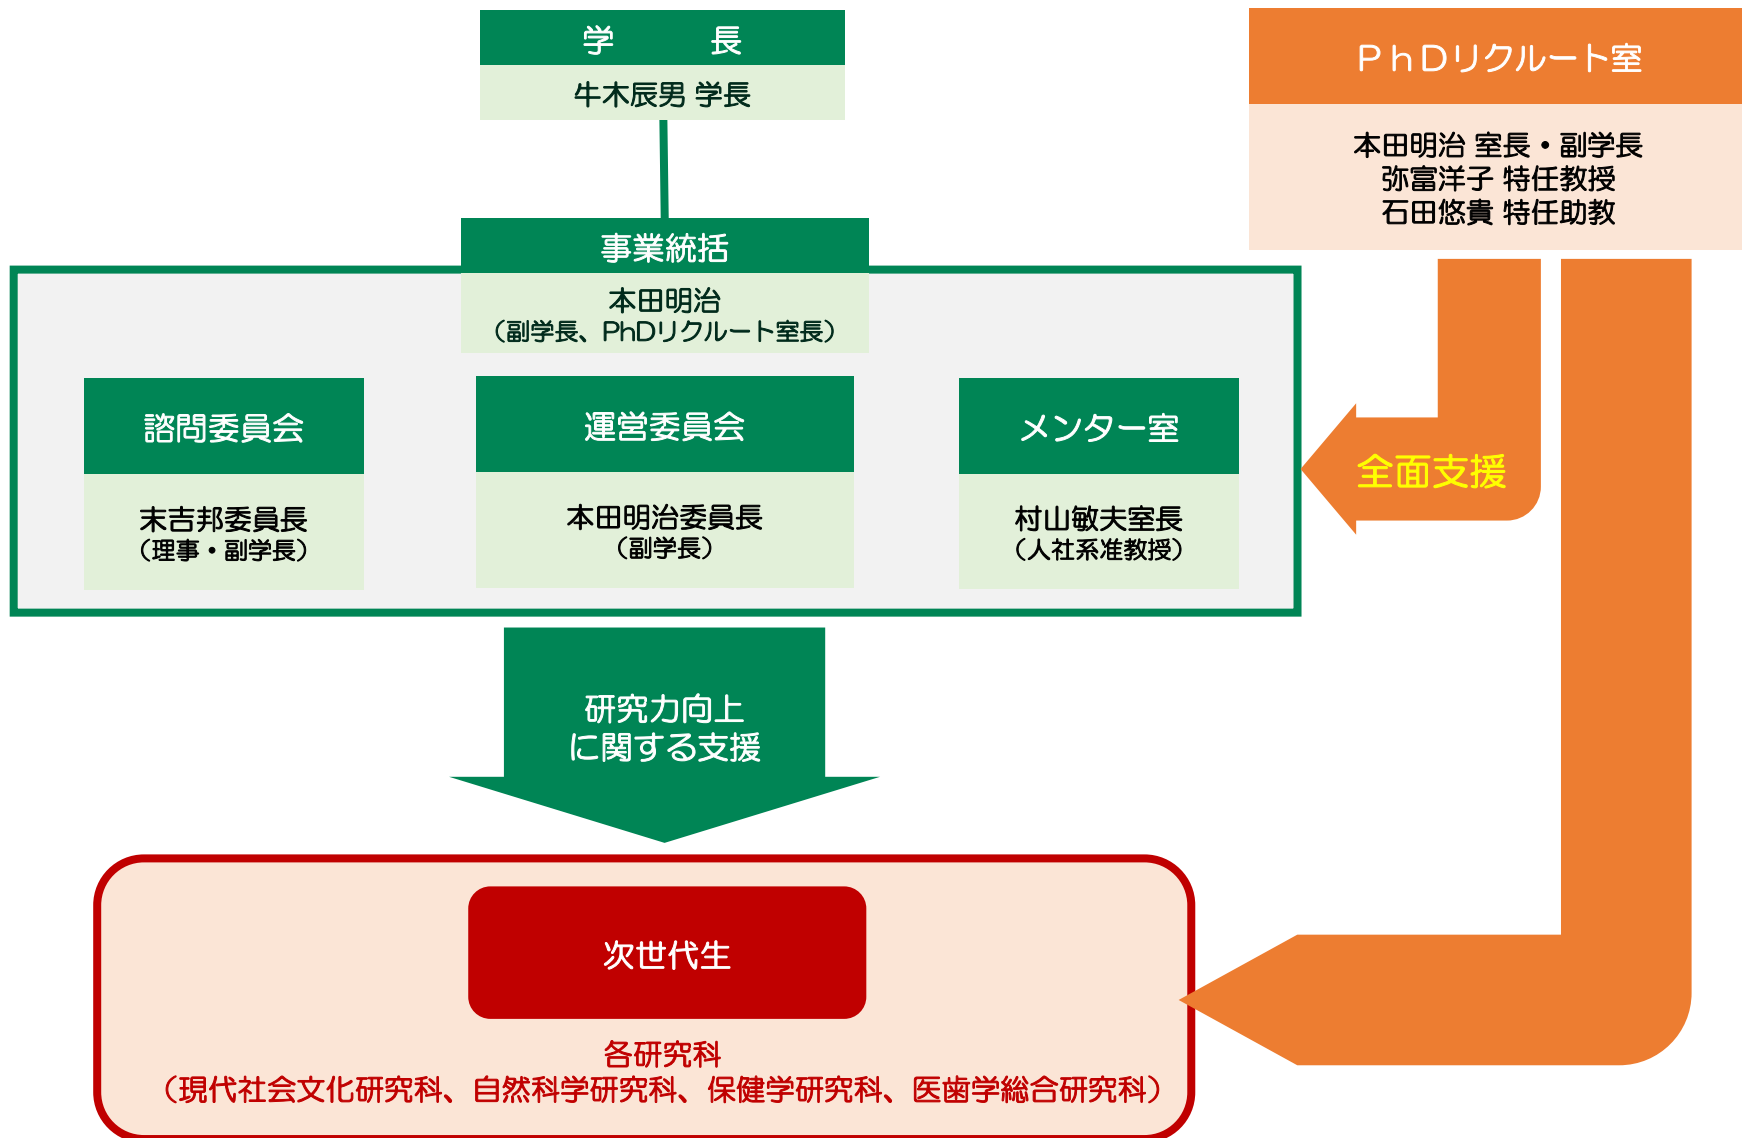 学　　　長
牛木辰男 学長
ＰｈＤリクルート室
本田明治 室長・副学長
弥富洋子 特任教授
石田悠貴 特任助教
事業統括
本田明治
（副学長、PhDリクルート室長）
諮問委員会
末吉邦委員長
（理事・副学長）
運営委員会
本田明治委員長
（副学長）
メンター室
村山敏夫室長
（人社系准教授）
全面支援
研究力向上
に関する支援
次世代生
各研究科
（現代社会文化研究科、自然科学研究科、保健学研究科、医歯学総合研究科）